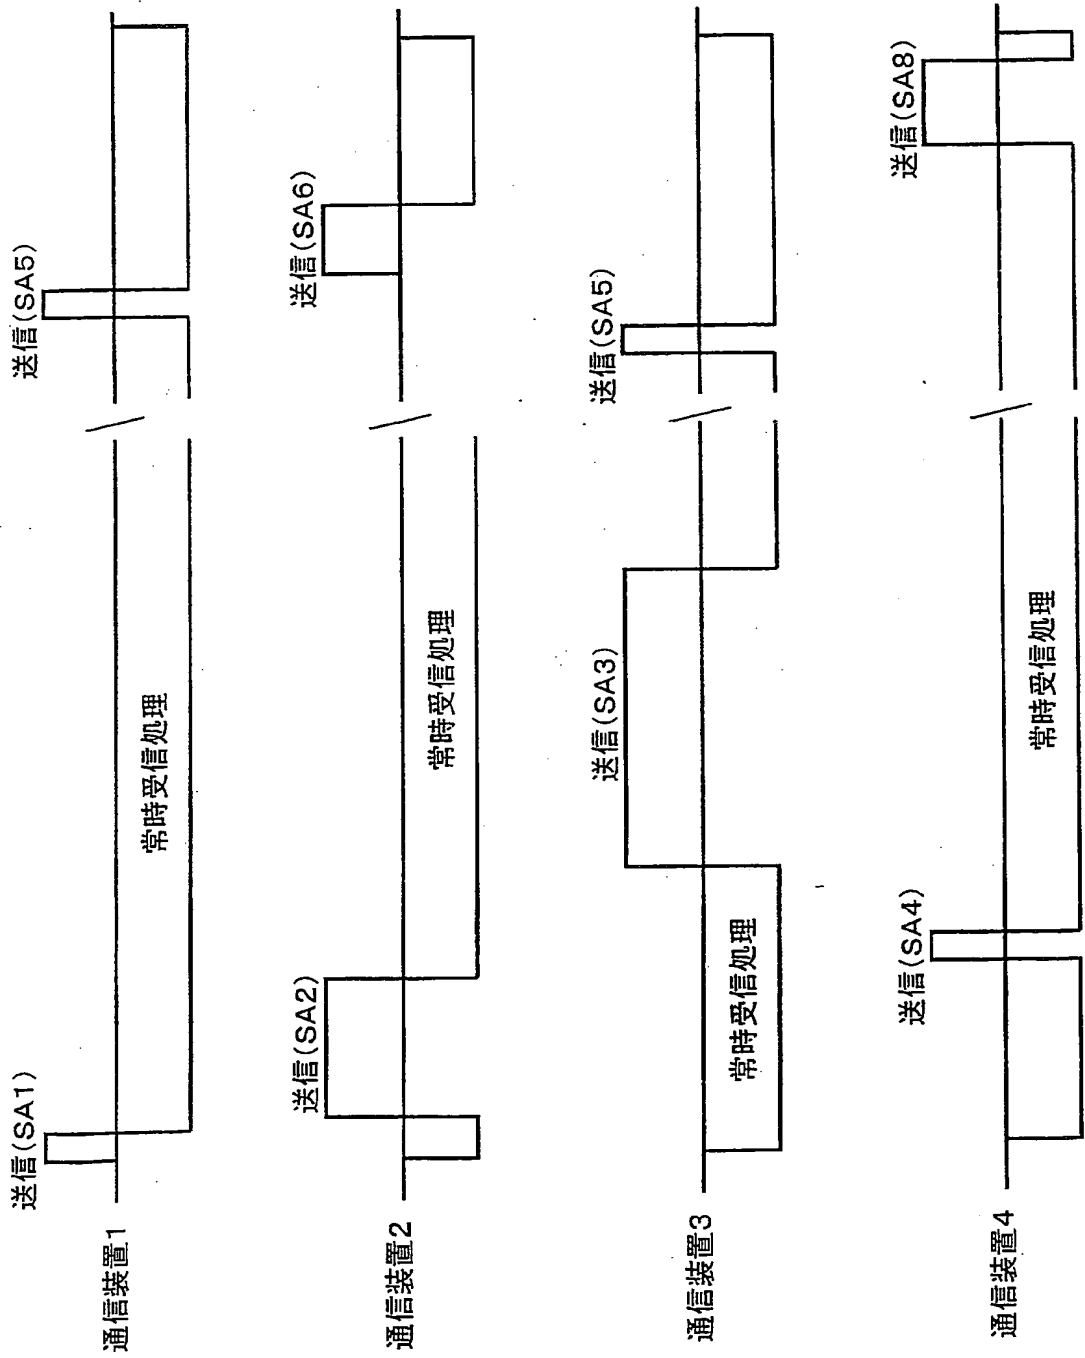 通信装置1
送信(SA1)
常時受信処理
送信(SA5)
通信装置2
送信(SA2)
常時受信処理
送信(SA6)
通信装置3
常時受信処理
送信(SA3)
送信(SA5)
通信装置4
送信(SA4)
常時受信処理
送信(SA8)